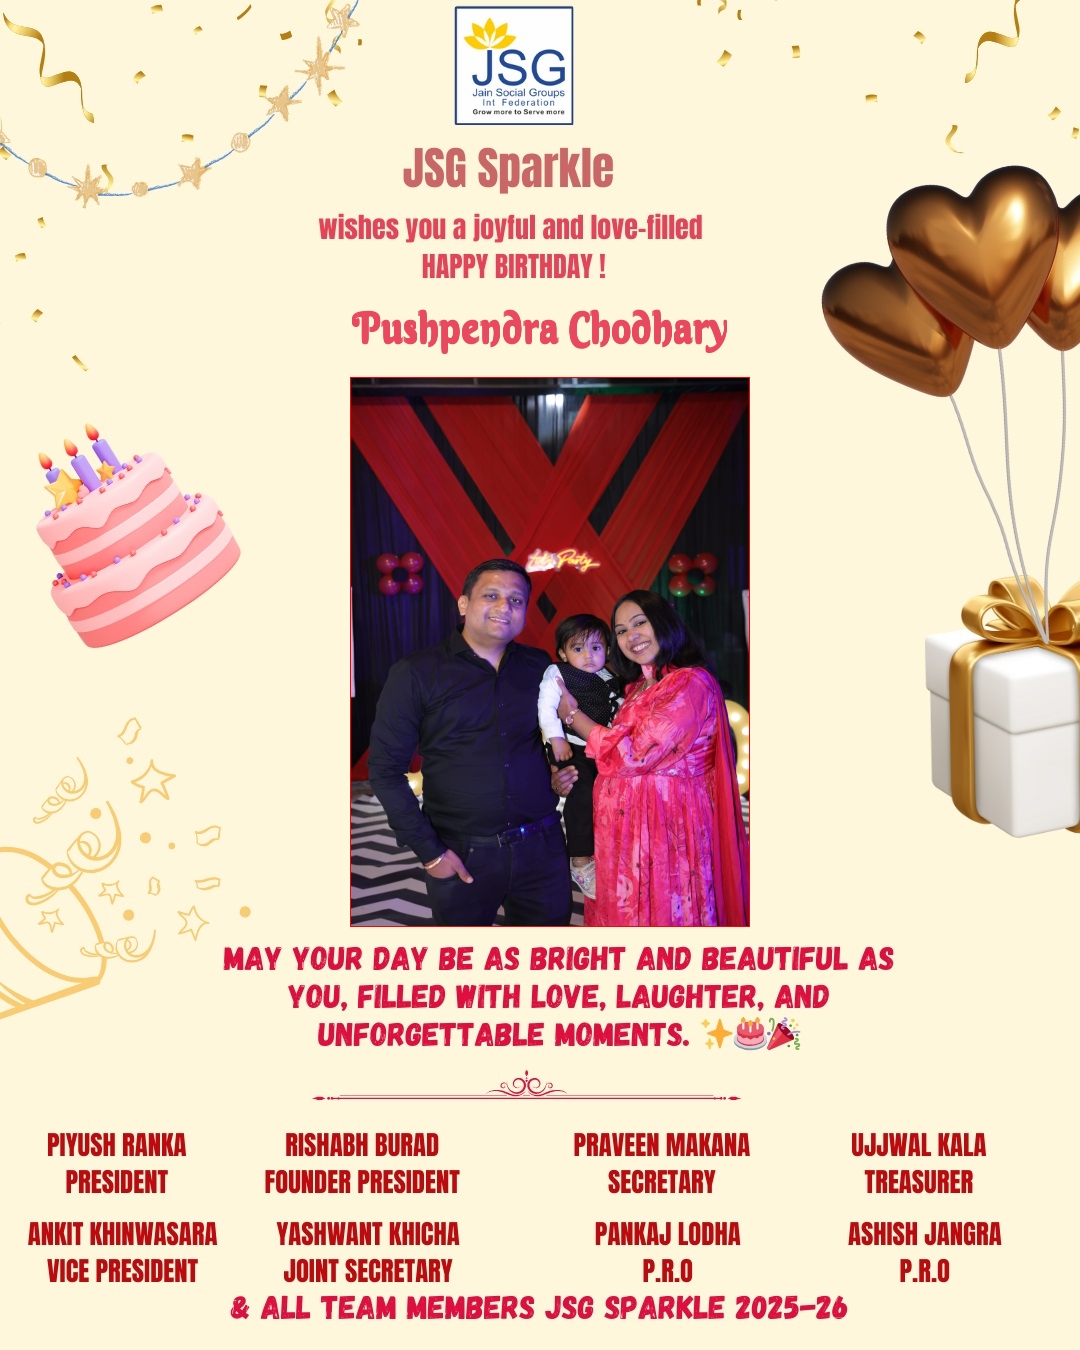 JSG
Jain Social Groups
Int Federation
Grow more to Serve more
JSG Sparkle
wishes you a joyful and love-filled
HAPPY BIRTHDAY !
Pushpendra Chodhary
Let's Party
MAY YOUR DAY BE AS BRIGHT AND BEAUTIFUL AS
YOU, FILLED WITH LOVE, LAUGHTER, AND
UNFORGETTABLE MOMENTS. ✨🎂🎉
PIYUSH RANKA
PRESIDENT
RISHABH BURAD
FOUNDER PRESIDENT
PRAVEEN MAKANA
SECRETARY
UJJWAL KALA
TREASURER
ANKIT KHINWASARA
VICE PRESIDENT
YASHWANT KHICHA
JOINT SECRETARY
PANKAJ LODHA
P.R.O
ASHISH JANGRA
P.R.O
& ALL TEAM MEMBERS JSG SPARKLE 2025-26